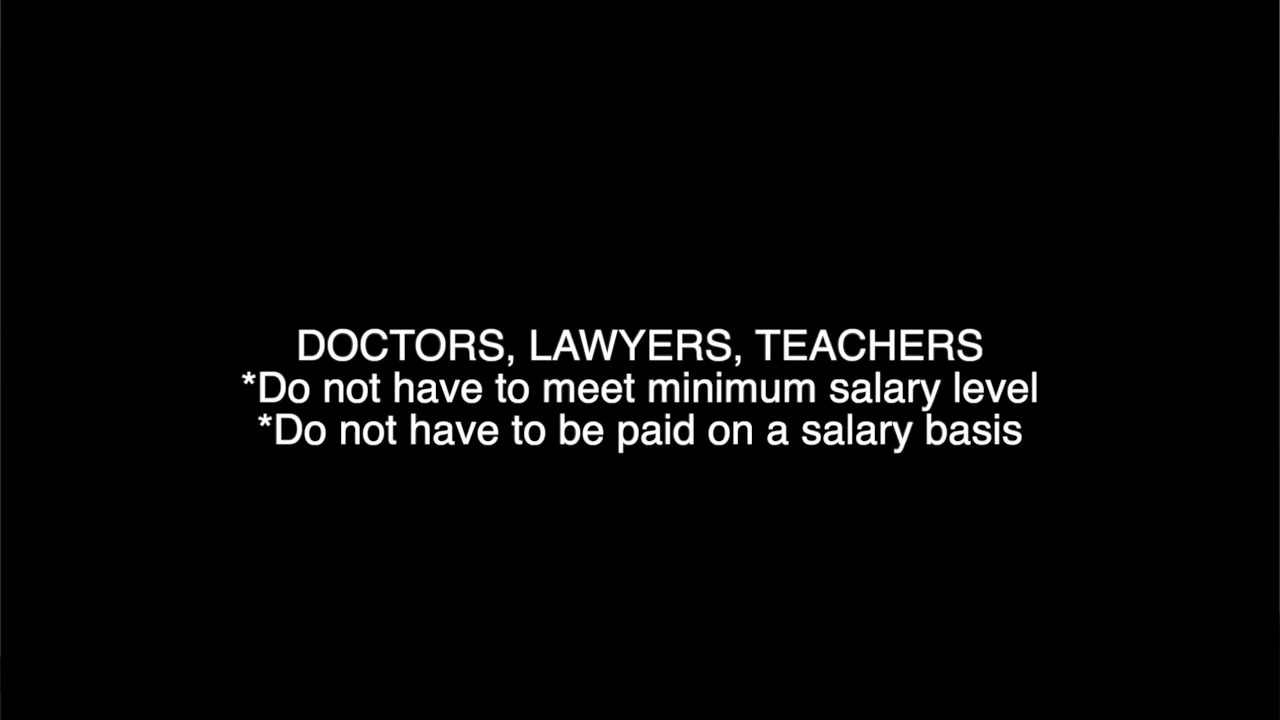 DOCTORS, LAWYERS, TEACHERS
*Do not have to meet minimum salary level
*Do not have to be paid on a salary basis